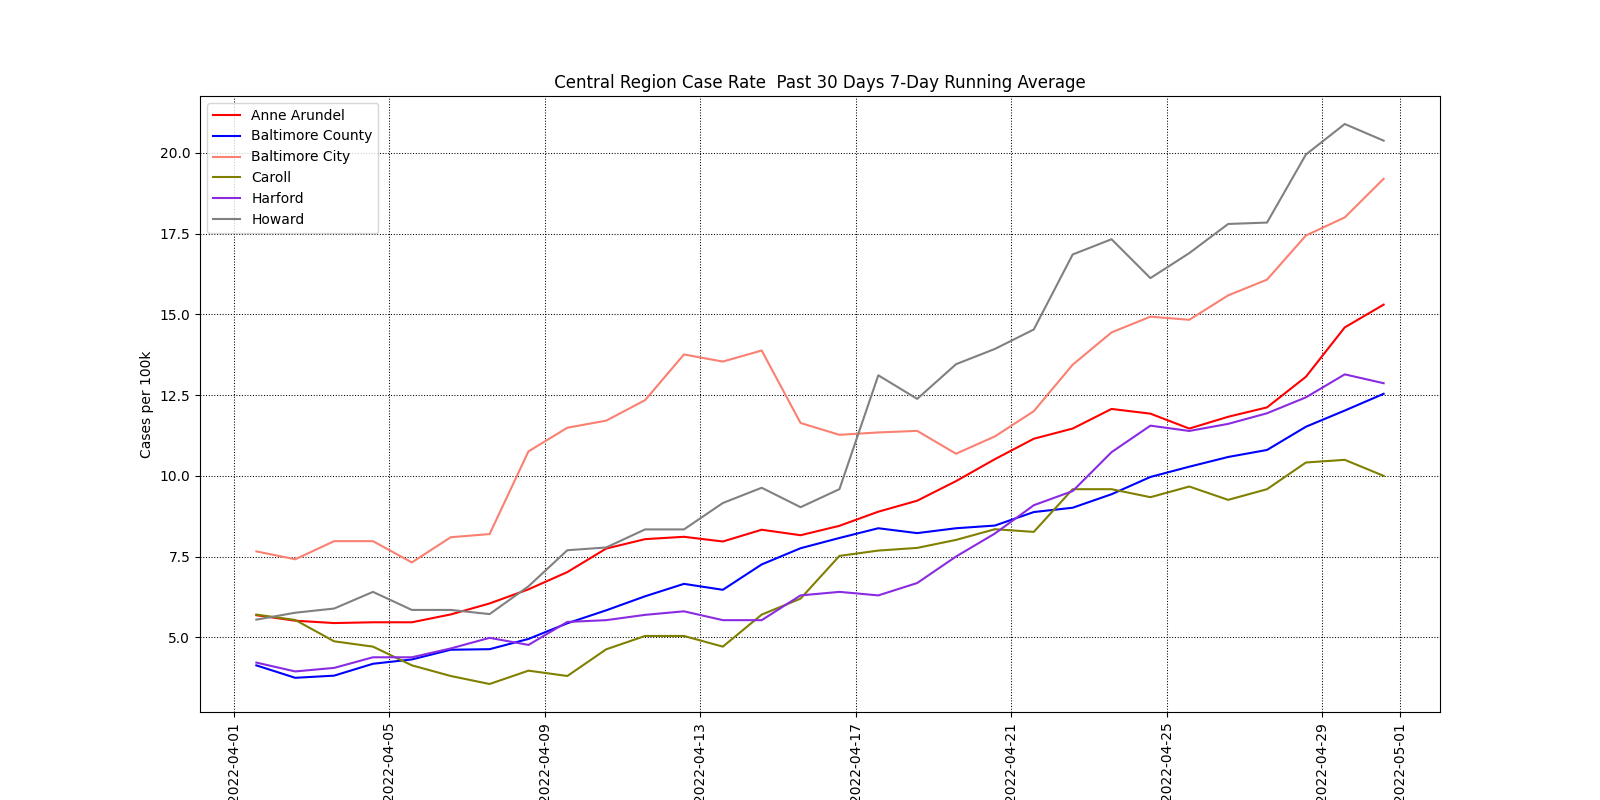 Central Region Case Rate  Past 30 Days 7-Day Running Average
Anne Arundel
Baltimore County
Baltimore City
Caroll
Harford
Howard
20.0
17.5
15.0
12.5
10.0
7.5
5.0
Cases per 100k
2022-04-01
2022-04-05
2022-04-09
2022-04-13
2022-04-17
2022-04-21
2022-04-25
2022-04-29
2022-05-01